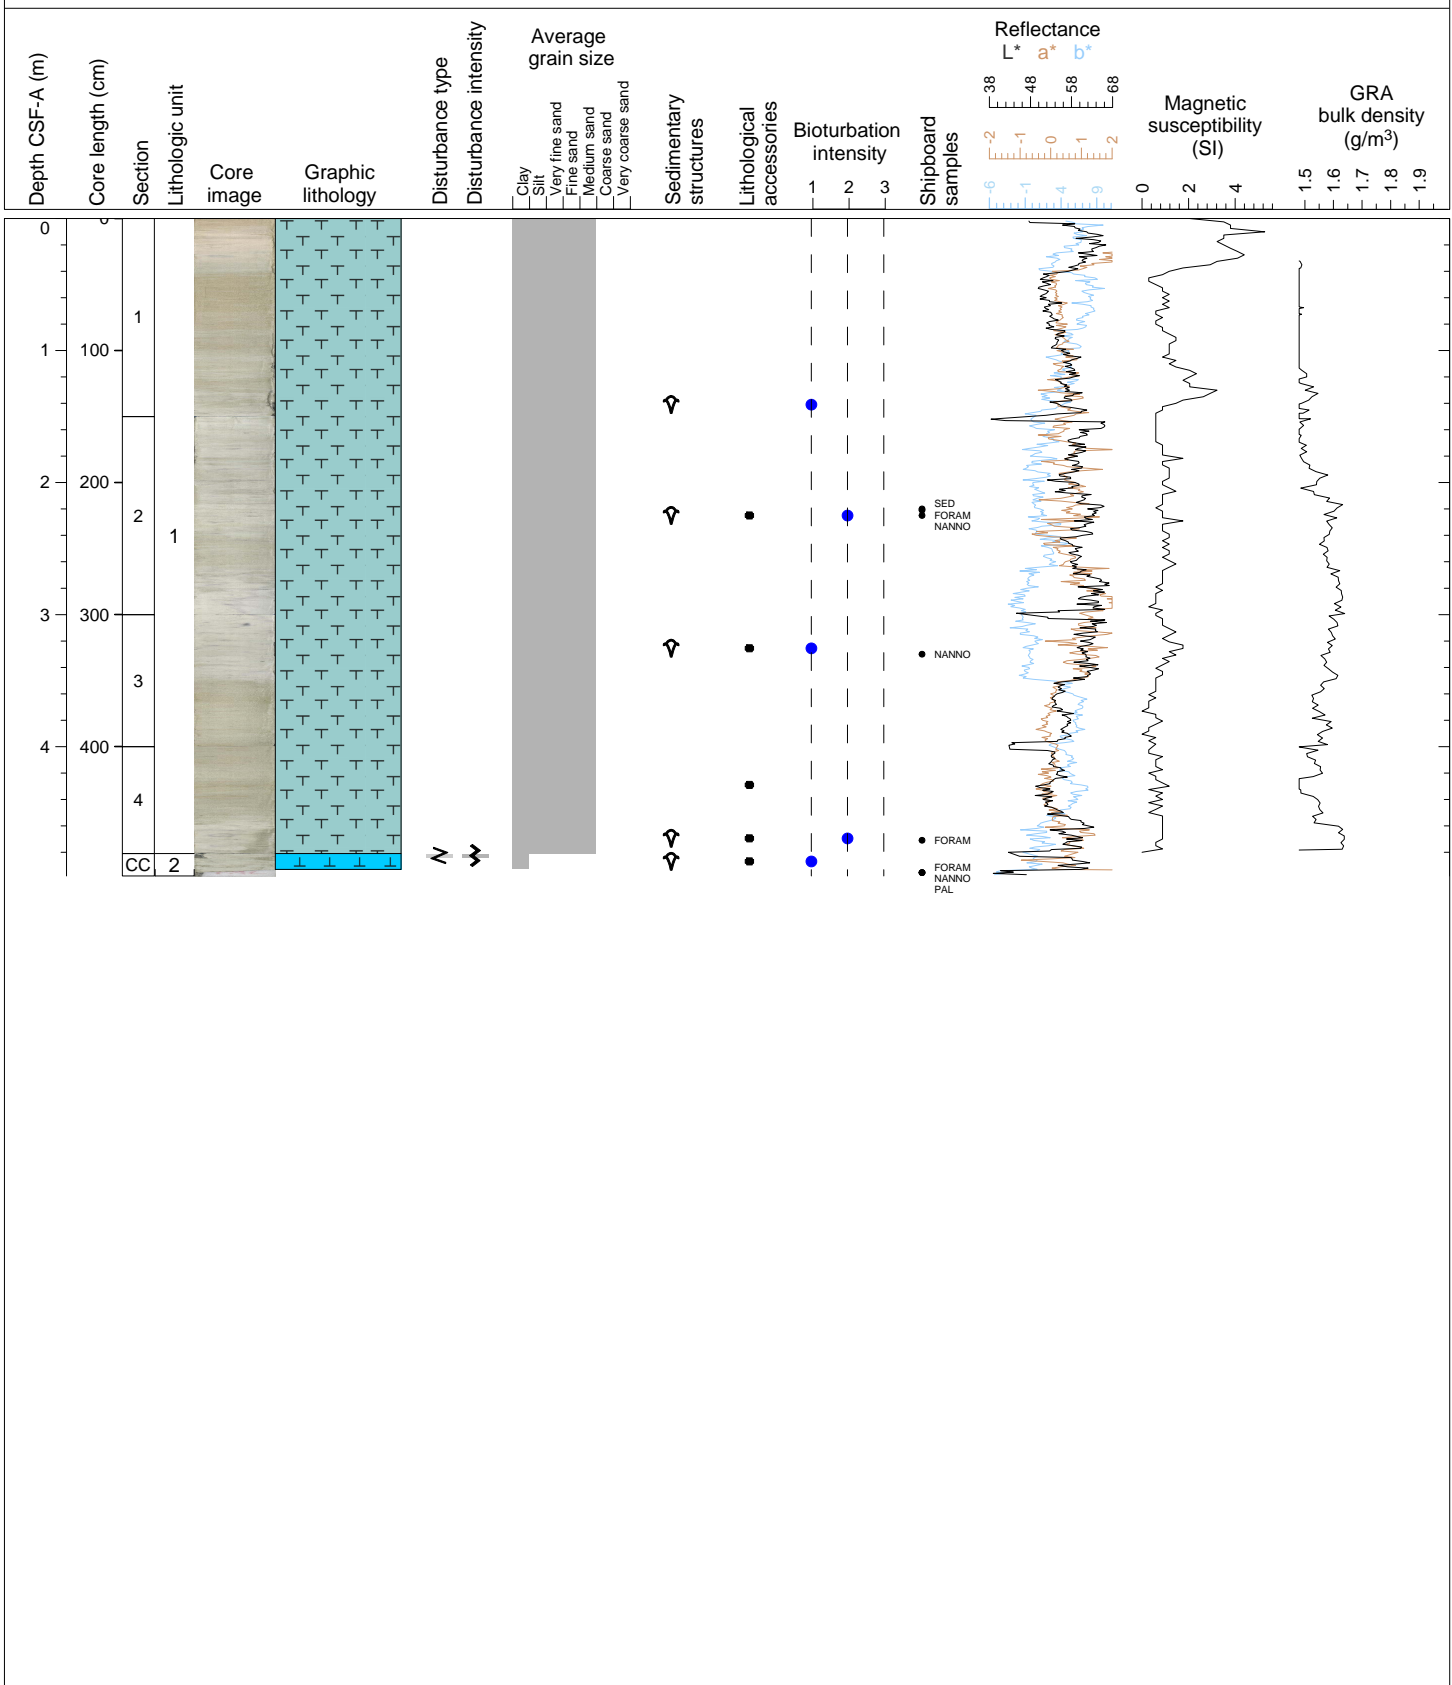 Depth CSF-A (m)
Core length (cm)
Section
Lithologic unit
Core
image
Graphic
lithology
Disturbance type
Disturbance intensity
Average
grain size
Clay
Silt
Very fine sand
Fine sand
Medium sand
Coarse sand
Very coarse sand
Sedimentary
structures
Lithological
accessories
Bioturbation
intensity
1 2 3
Shipboard
samples
Reflectance
L* a* b*
38 48 58 68
-2 -1 0 1 2
-6 -1 4 9
Magnetic
susceptibility
(SI)
0 2 4
GRA
bulk density
(g/m³)
1.5 1.6 1.7 1.8 1.9
0 0
1
1 100
2 200
SED
FORAM
NANNO
2
1
3 300
NANNO
3
4 400
4
FORAM
CC 2
FORAM
NANNO
PAL